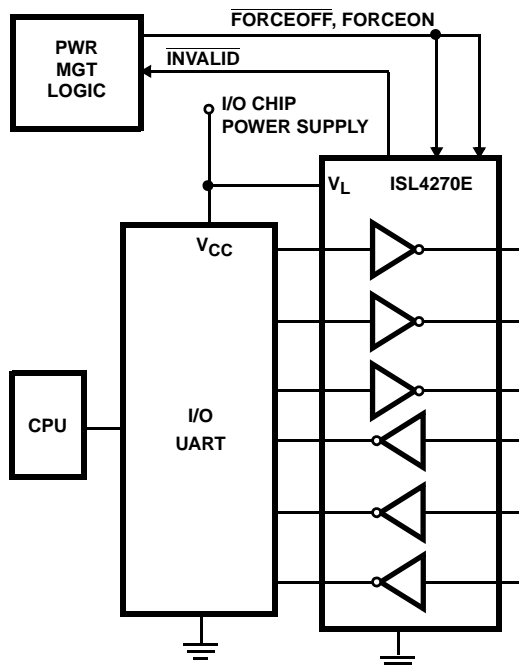 FORCEOFF, FORCEON
PWR
MGT
LOGIC
INVALID
I/O CHIP
POWER SUPPLY
VL
ISL4270E
VCC
CPU
I/O
UART